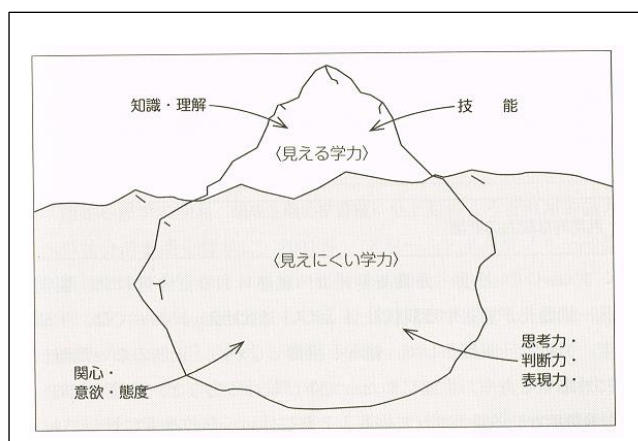 知識・理解
技　能
〈見える学力〉
〈見えにくい学力〉
関心・
意欲・態度
思考力・
判断力・
表現力・